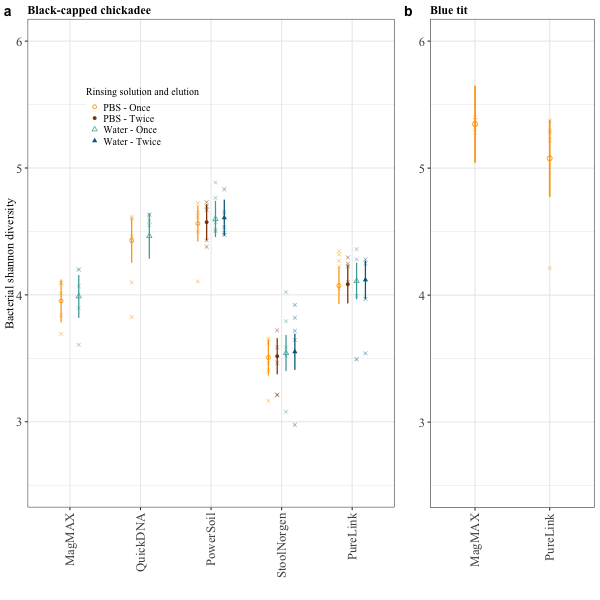 a Black-capped chickadee
b Blue tit
Bacterial shannon diversity
6
5
4
3
Rinsing solution and elution
PBS - Once
PBS - Twice
Water - Once
Water - Twice
MagMAX
QuickDNA
PowerSoil
StoolNorgen
PureLink
6
5
4
3
MagMAX
PureLink